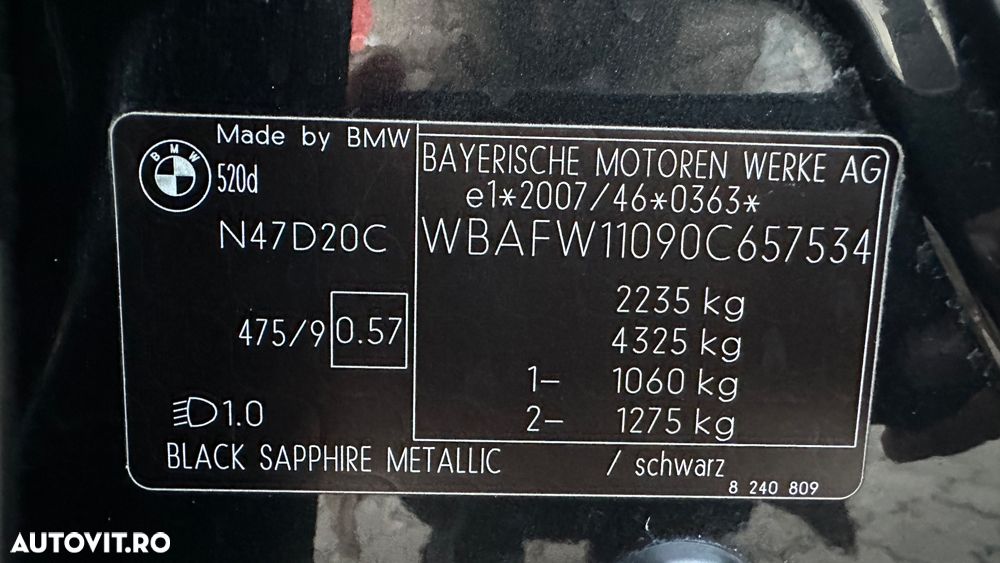 Made by BMW
BMW
520d
N47D20C
475/9 0.57
1.0
BAYERISCHE MOTOREN WERKE AG
e1*2007/46*0363*
WBAFW11090C657534
2235 kg
4325 kg
1- 1060 kg
2- 1275 kg
BLACK SAPPHIRE METALLIC / schwarz
8 240 809
AUTOVIT.RO